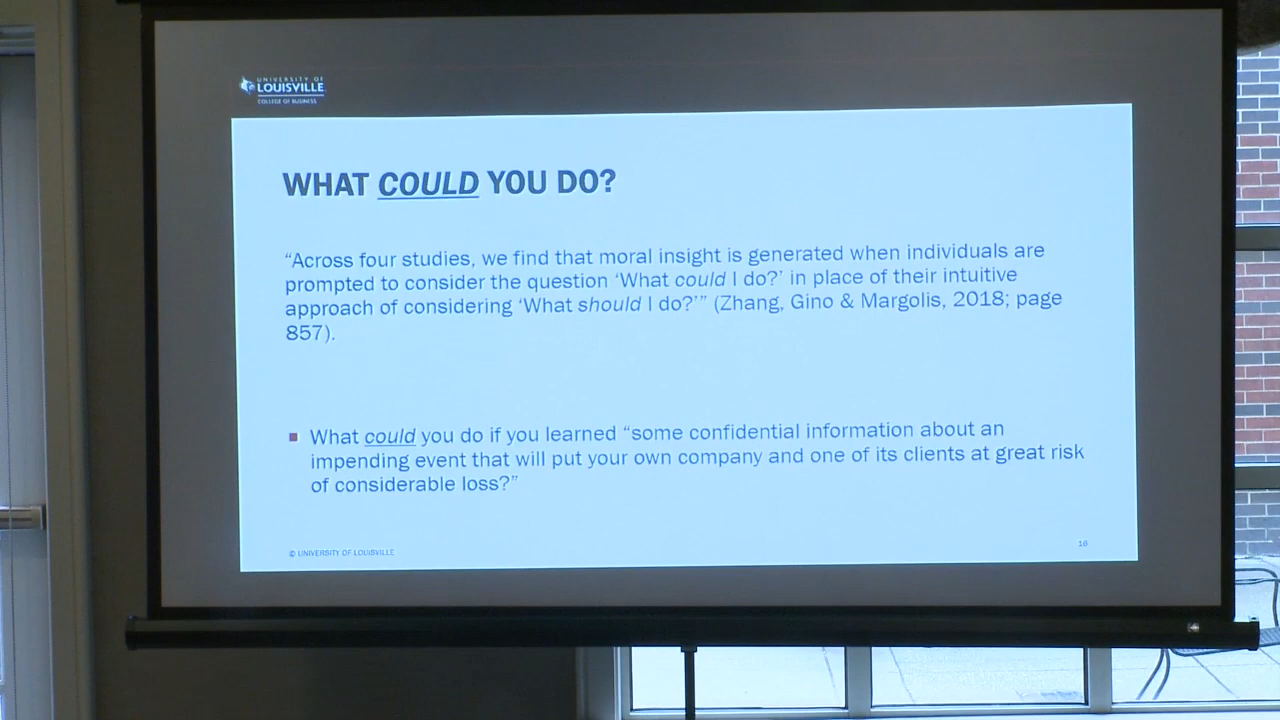 UNIVERSITY OF
LOUISVILLE
COLLEGE OF BUSINESS
WHAT COULD YOU DO?
“Across four studies, we find that moral insight is generated when individuals are
prompted to consider the question ‘What could I do?’ in place of their intuitive
approach of considering ‘What should I do?’” (Zhang, Gino & Margolis, 2018; page
857).
What could you do if you learned “some confidential information about an
impending event that will put your own company and one of its clients at great risk
of considerable loss?”
© UNIVERSITY OF LOUISVILLE
16